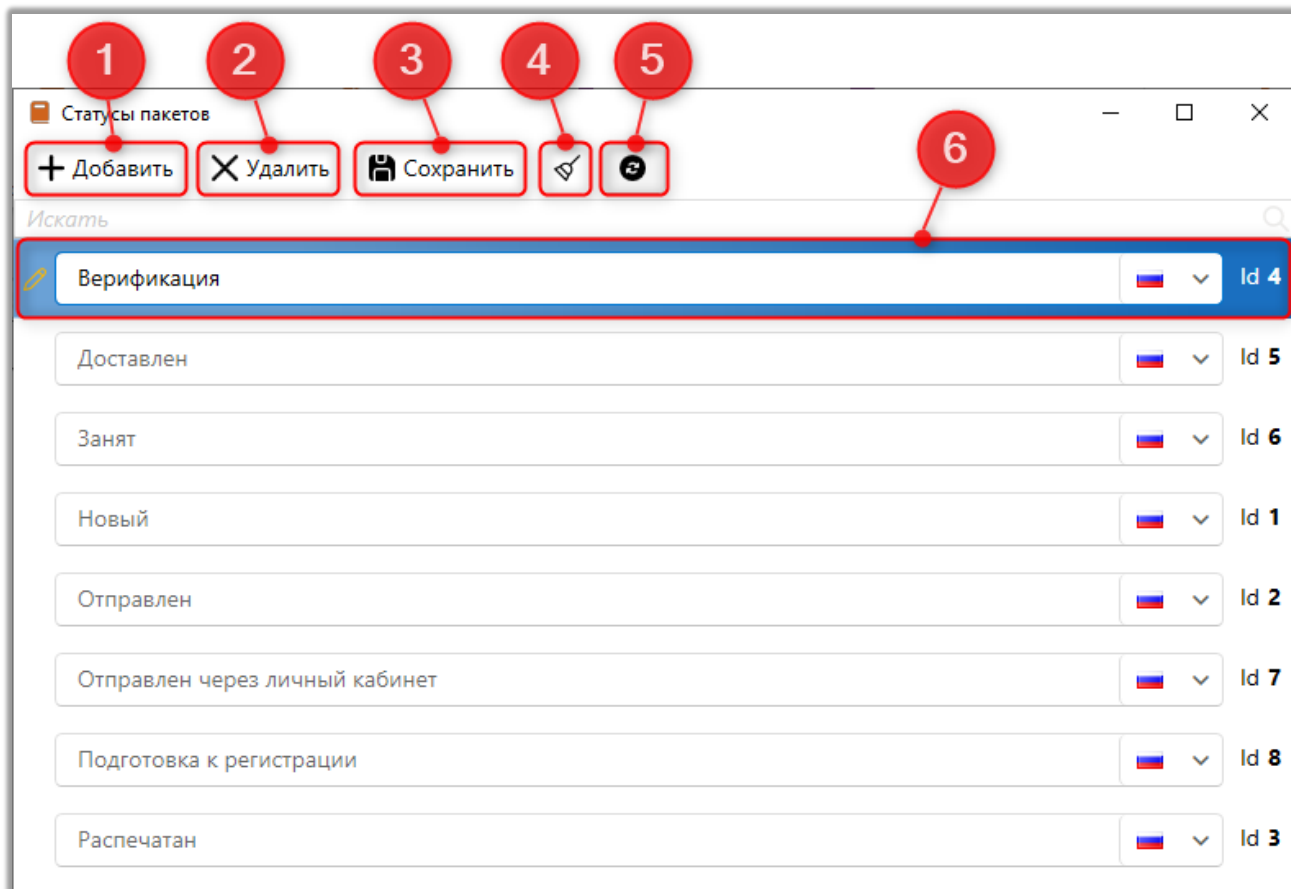 1 2 3 4 5
Статусы пакетов
Добавить Удалить Сохранить
6
Искать
Верификация Id 4
Доставлен Id 5
Занят Id 6
Новый Id 1
Отправлен Id 2
Отправлен через личный кабинет Id 7
Подготовка к регистрации Id 8
Распечатан Id 3